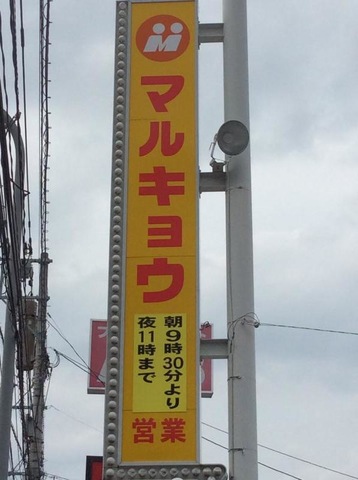 マルキョウ
朝9時30分より
夜11時まで
営業